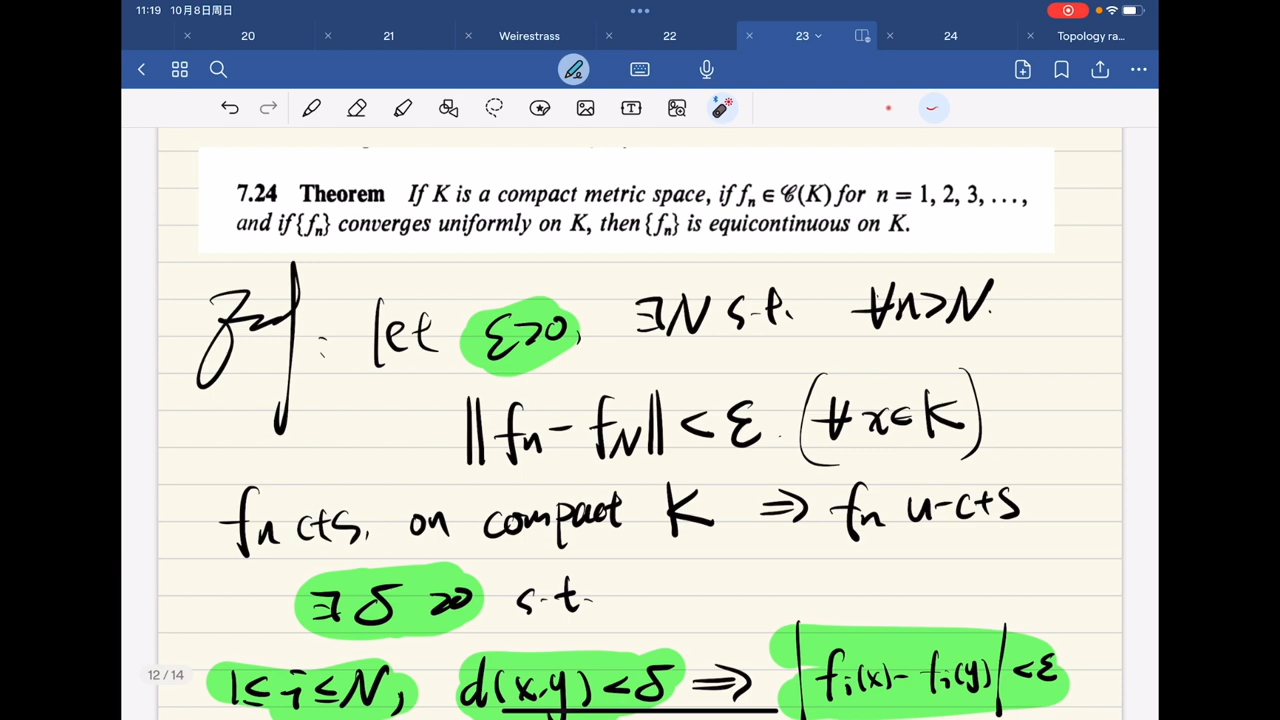 11:19 10月8日周日
20
21
Weirestrass
22
23
24
Topology ra...
7.24 Theorem If K is a compact metric space, if fₙ ∈ 𝒞(K) for n = 1, 2, 3, ...,
and if {fₙ} converges uniformly on K, then {fₙ} is equicontinuous on K.
Proof: let ε>0, ∃N s.t. ∀n>N.
‖fn - fN‖ < ε. (∀x∈K)
fn cts. on compact K ⇒ fn u-cts
∃ δ >0 s.t.
12 / 14
1≤i≤N, d(x,y)<δ ⇒ |fi(x) - fi(y)| <ε